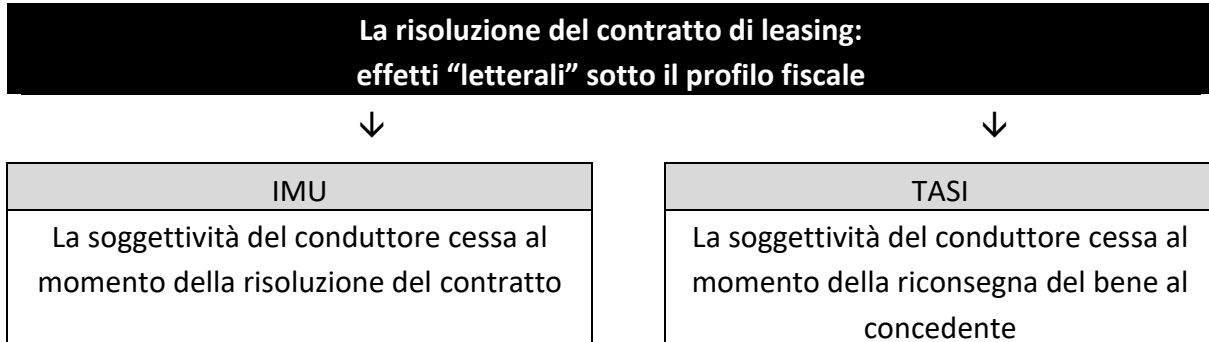 La risoluzione del contratto di leasing:
effetti “letterali” sotto il profilo fiscale
IMU
La soggettività del conduttore cessa al
momento della risoluzione del contratto
TASI
La soggettività del conduttore cessa al
momento della riconsegna del bene al
concedente